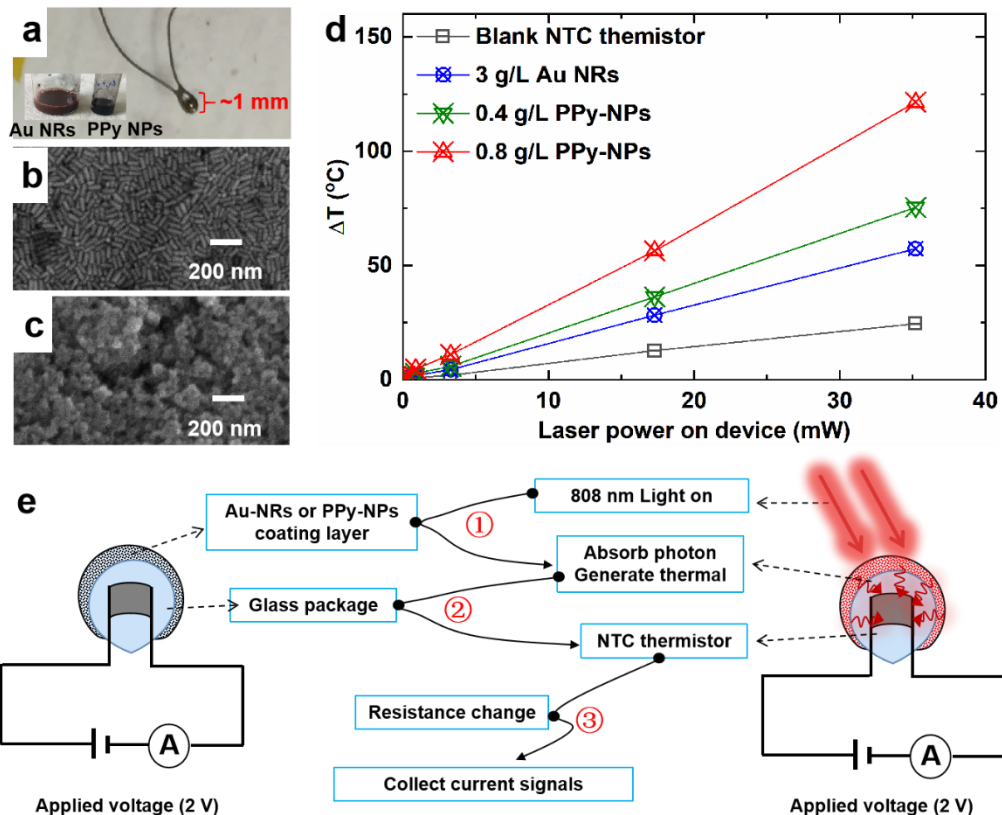 a
~1 mm
Au NRs PPy NPs
b
200 nm
c
200 nm
d
150
100
50
0
ΔT (°C)
Blank NTC themistor
3 g/L Au NRs
0.4 g/L PPy-NPs
0.8 g/L PPy-NPs
0 10 20 30 40
Laser power on device (mW)
e
Au-NRs or PPy-NPs
coating layer
①
808 nm Light on
Absorb photon
Generate thermal
Glass package
②
NTC thermistor
Resistance change
③
Collect current signals
A
Applied voltage (2 V)
A
Applied voltage (2 V)